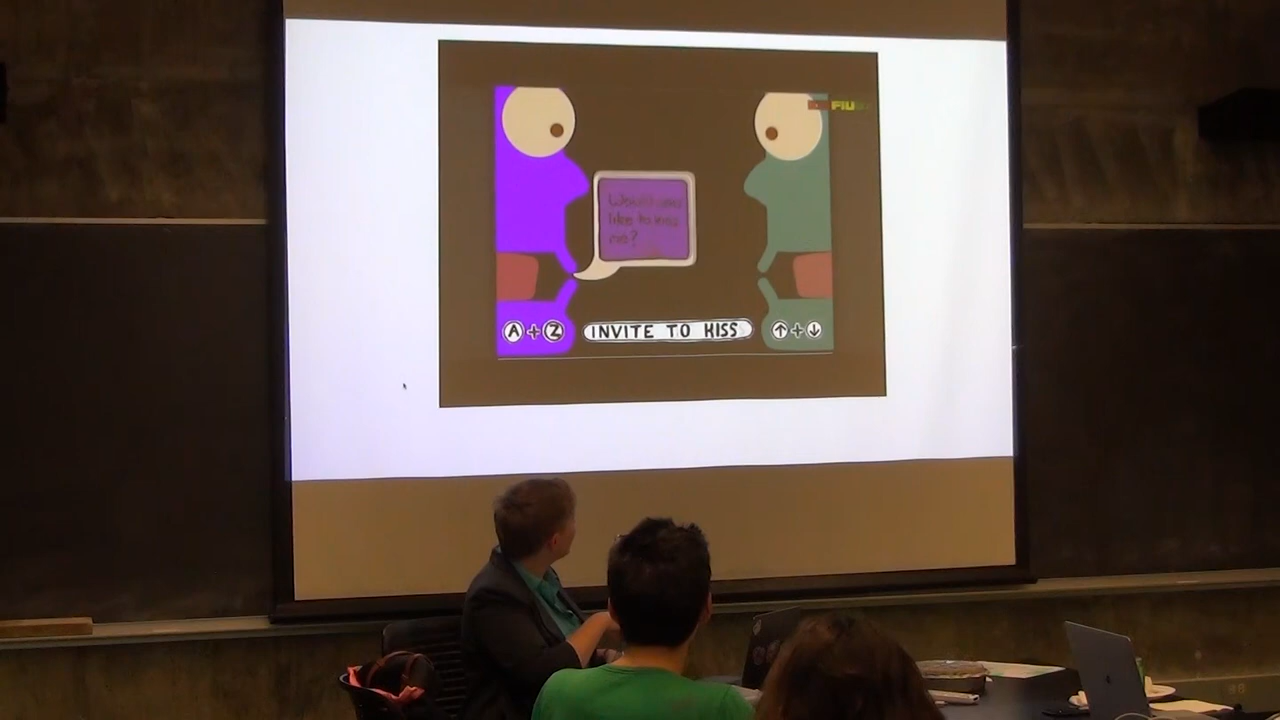 Would you
like to kiss
me?
A + Z
INVITE TO KISS
↑ + ↓